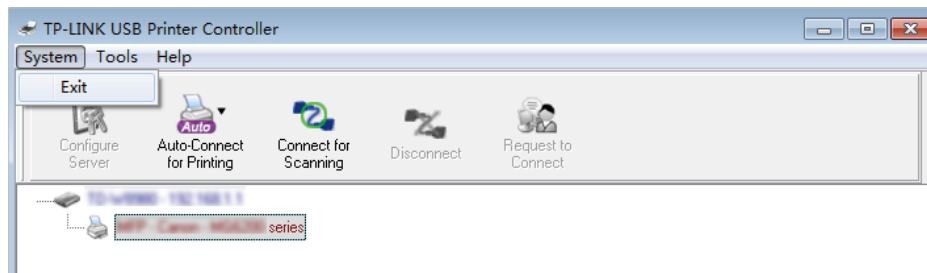 TP-LINK USB Printer Controller
System Tools Help
Exit
Configure Server
Auto
Auto-Connect for Printing
Connect for Scanning
Disconnect
Request to Connect
series